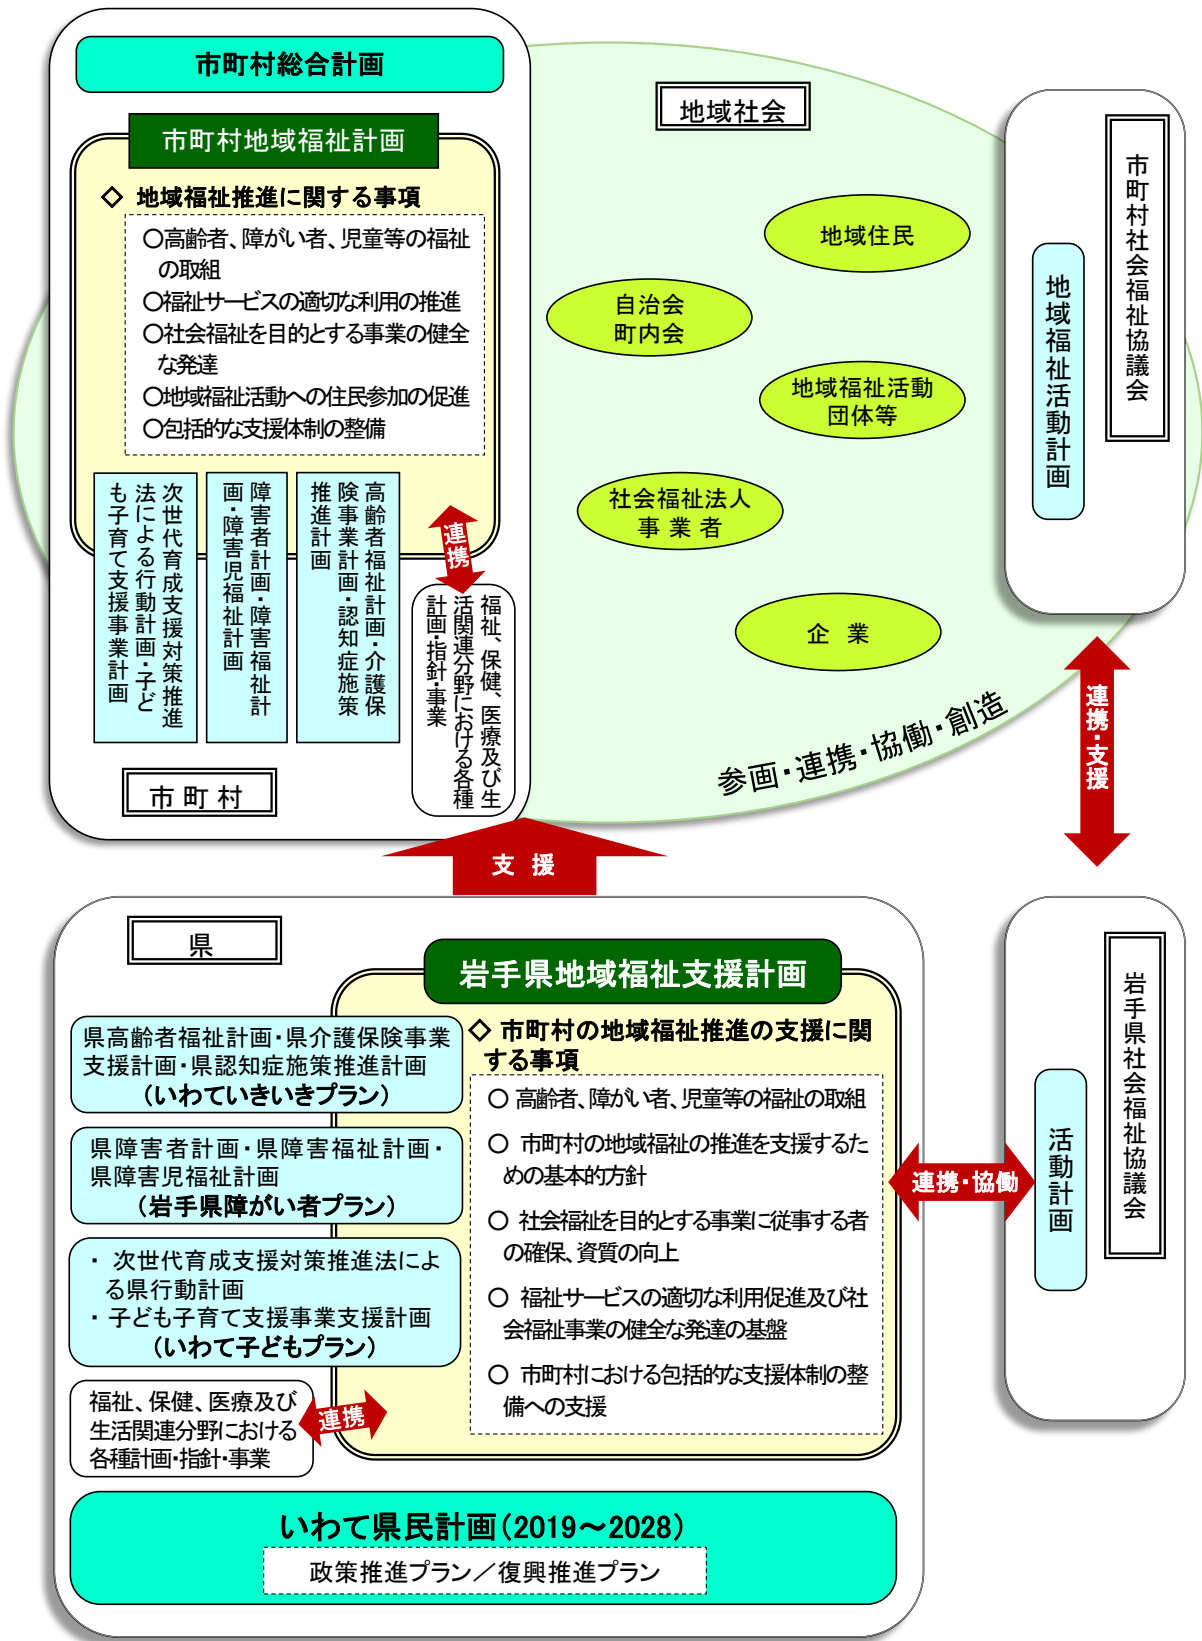 市町村総合計画
市町村地域福祉計画
◇ 地域福祉推進に関する事項
○高齢者、障がい者、児童等の福祉
の取組
○福祉サービスの適切な利用の推進
○社会福祉を目的とする事業の健全
な発達
○地域福祉活動への住民参加の促進
○包括的な支援体制の整備
次世代育成支援対策推進
法による行動計画・子ど
も子育て支援事業計画
障害者計画・障害福祉計
画・障害児福祉計画
高齢者福祉計画・介護保
険事業計画・認知症施策
推進計画
連携
福祉、保健、医療及び生
活関連分野における各種
計画・指針・事業
市町村
地域社会
地域住民
自治会
町内会
地域福祉活動
団体等
社会福祉法人
事業者
企 業
参画・連携・協働・創造
市町村社会福祉協議会
地域福祉活動計画
連携・支援
支 援
県
岩手県地域福祉支援計画
◇ 市町村の地域福祉推進の支援に関
する事項
○ 高齢者、障がい者、児童等の福祉の取組
○ 市町村の地域福祉の推進を支援するた
めの基本的方針
○ 社会福祉を目的とする事業に従事する者
の確保、資質の向上
○ 福祉サービスの適切な利用促進及び社
会福祉事業の健全な発達の基盤
○ 市町村における包括的な支援体制の整
備への支援
県高齢者福祉計画・県介護保険事業
支援計画・県認知症施策推進計画
（いわていきいきプラン）
県障害者計画・県障害福祉計画・
県障害児福祉計画
（岩手県障がい者プラン）
・ 次世代育成支援対策推進法によ
る県行動計画
・ 子ども子育て支援事業支援計画
（いわて子どもプラン）
福祉、保健、医療及び
生活関連分野における
各種計画・指針・事業
連携
連携・協働
岩手県社会福祉協議会
活動計画
いわて県民計画（2019～2028）
政策推進プラン／復興推進プラン